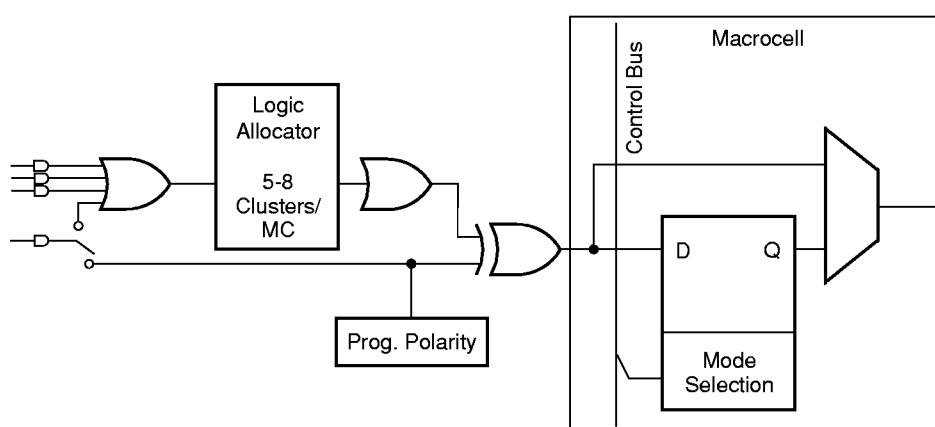 Macrocell
Control Bus
Logic
Allocator
5-8
Clusters/
MC
D
Q
Prog. Polarity
Mode
Selection